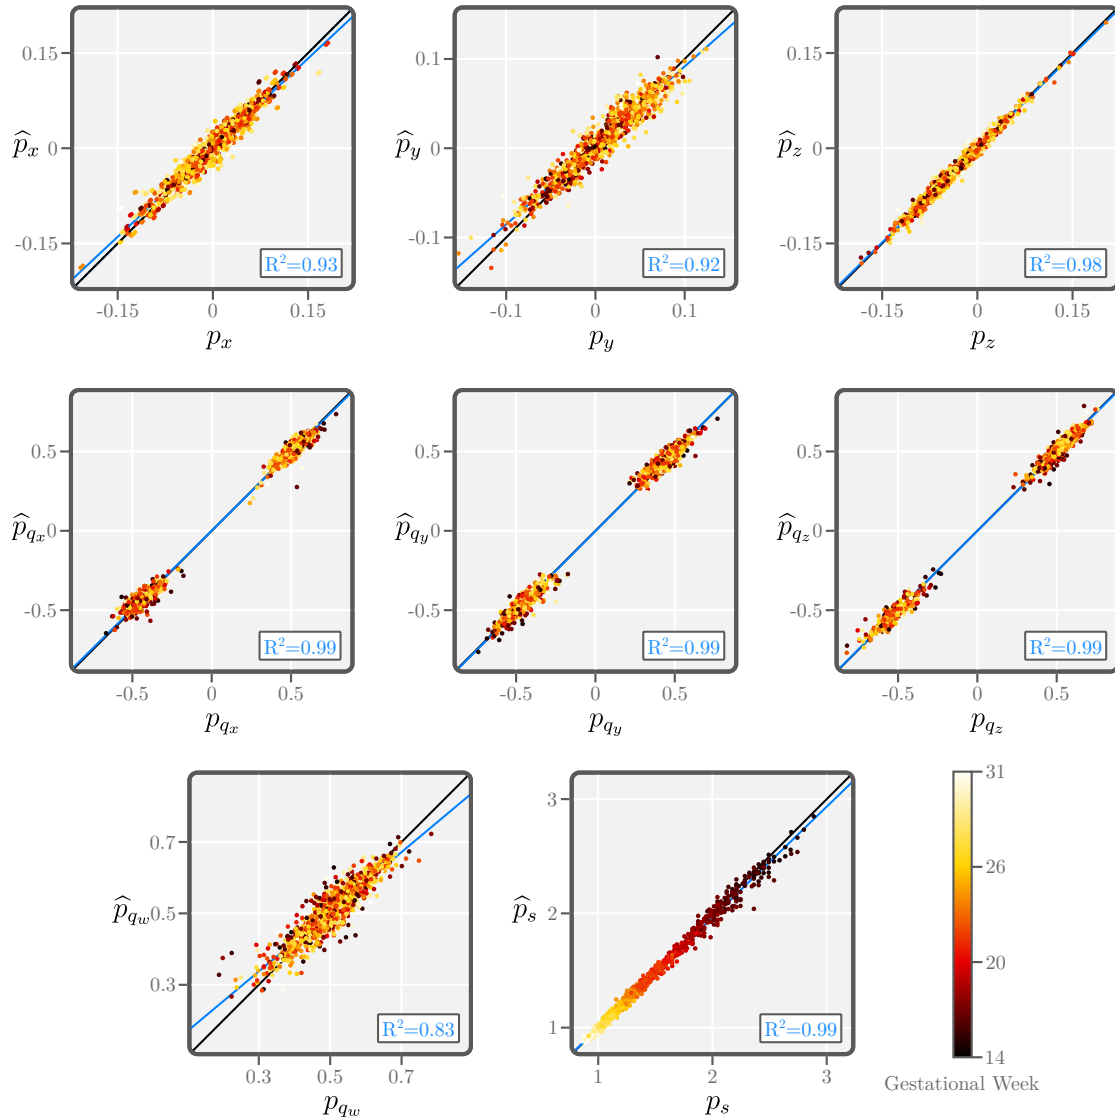 0.15 0.1 0.15
p̂x 0 p̂y 0 p̂z 0
-0.15 -0.1 -0.15
R²=0.93 R²=0.92 R²=0.98
-0.15 0 0.15 -0.1 0 0.1 -0.15 0 0.15
px py pz
0.5 0.5 0.5
p̂qx 0 p̂qy 0 p̂qz 0
-0.5 -0.5 -0.5
R²=0.99 R²=0.99 R²=0.99
-0.5 0 0.5 -0.5 0 0.5 -0.5 0 0.5
pqx pqy pqz
31
3
0.7
26
p̂qw 0.5 p̂s 2
20
0.3
1
R²=0.83 R²=0.99
14
0.3 0.5 0.7 1 2 3
Gestational Week
pqw ps